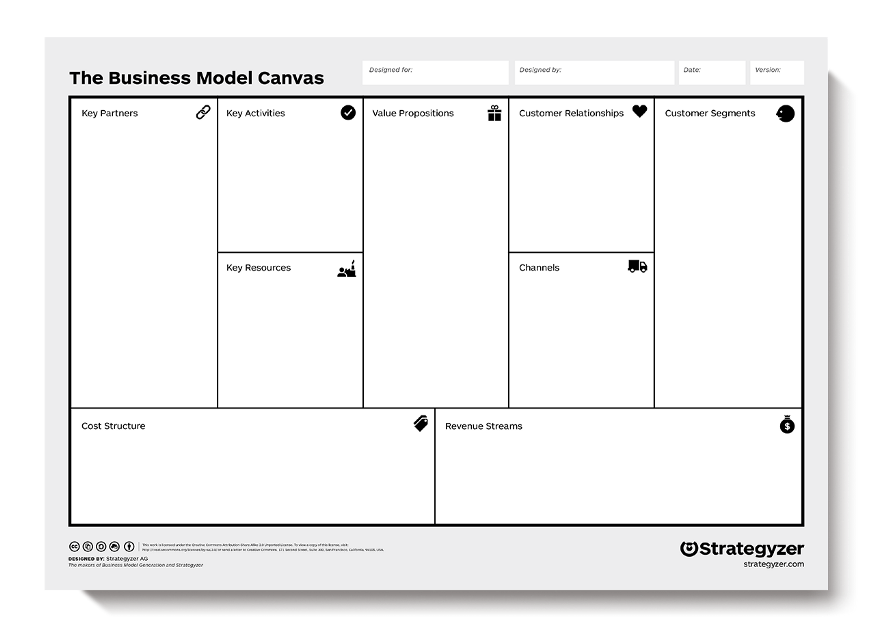 The Business Model Canvas
Designed for:
Designed by:
Date:
Version:
Key Partners
Key Activities
Value Propositions
Customer Relationships
Customer Segments
Key Resources
Channels
Cost Structure
Revenue Streams
$
cc
DESIGNED BY: Strategyzer AG
The makers of Business Model Generation and Strategyzer
Strategyzer
strategyzer.com